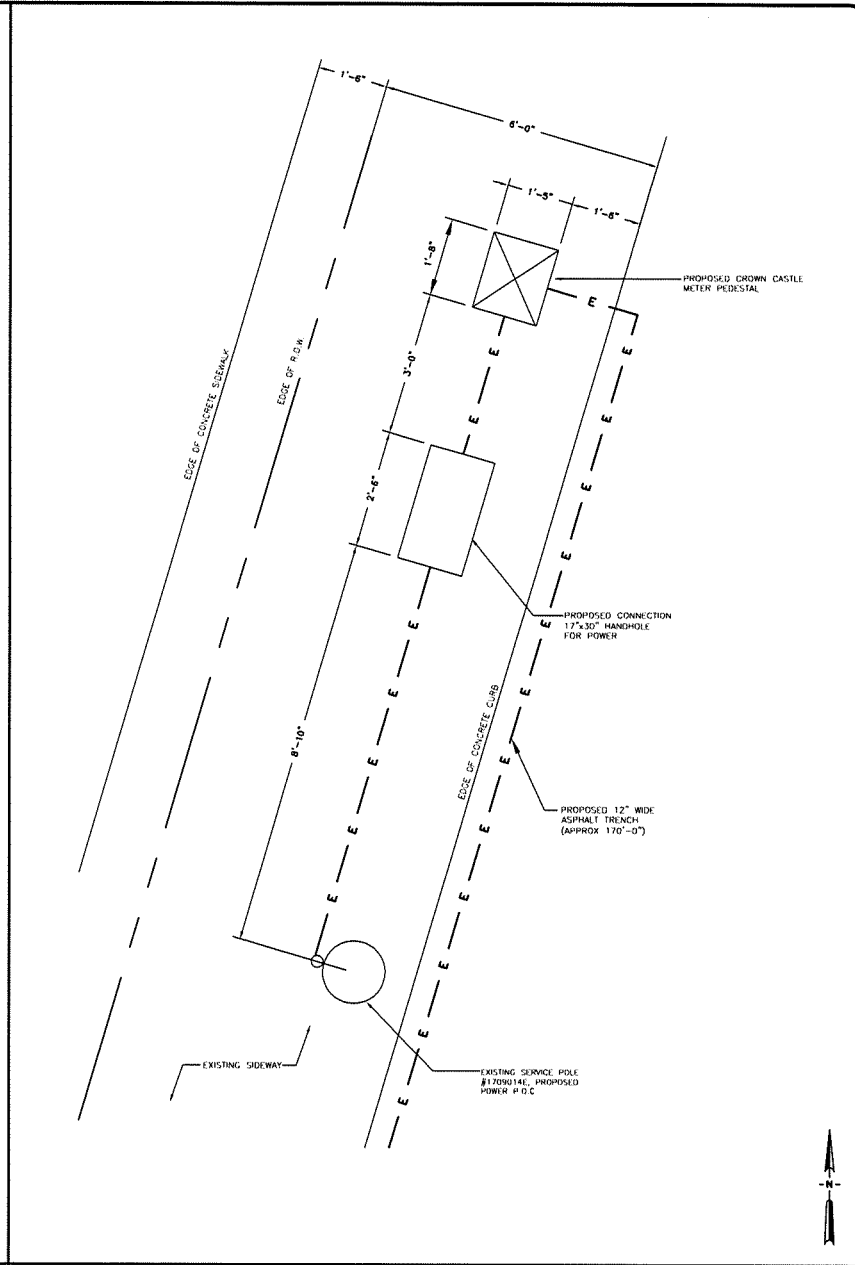 1'-6"
6'-0"
1'-5"
1'-6"
1'-8"
PROPOSED CROWN CASTLE
METER PEDESTAL
E
E
E
EDGE OF CONCRETE SIDEWALK
EDGE OF R.O.W.
3'-0"
E
E
E
2'-6"
E
E
PROPOSED CONNECTION
17"x30" HANDHOLE
FOR POWER
E
E
E
E
EDGE OF CONCRETE CURB
8'-10"
E
E
E
PROPOSED 12" WIDE
ASPHALT TRENCH
(APPROX 170'-0")
E
E
E
E
E
EXISTING SIDEWAY
EXISTING SERVICE POLE
#1709014E, PROPOSED
POWER P.O.C
E
E
-N-